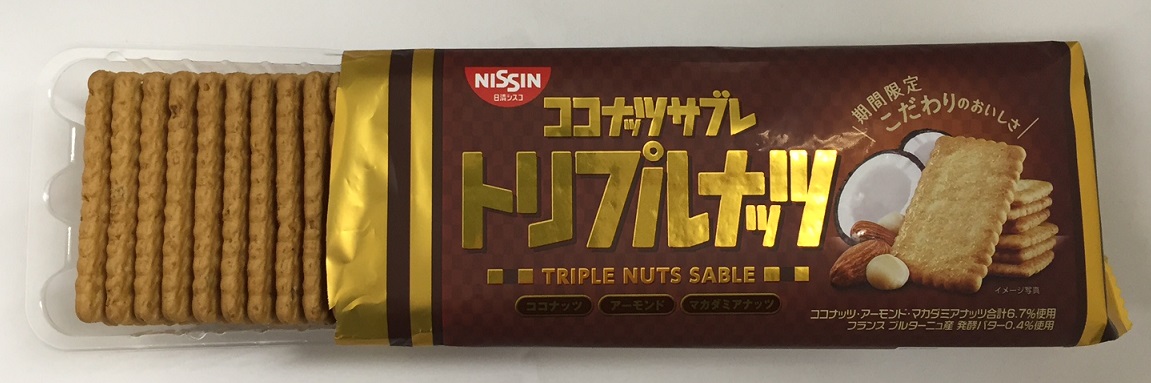 NISSIN
日清シスコ
ココナッツサブレ
トリプルナッツ
TRIPLE NUTS SABLE
ココナッツ アーモンド マカダミアナッツ
期間限定
こだわりのおいしさ
イメージ写真
ココナッツ・アーモンド・マカダミアナッツ合計6.7%使用
フランス ブルターニュ産 発酵バター0.4%使用